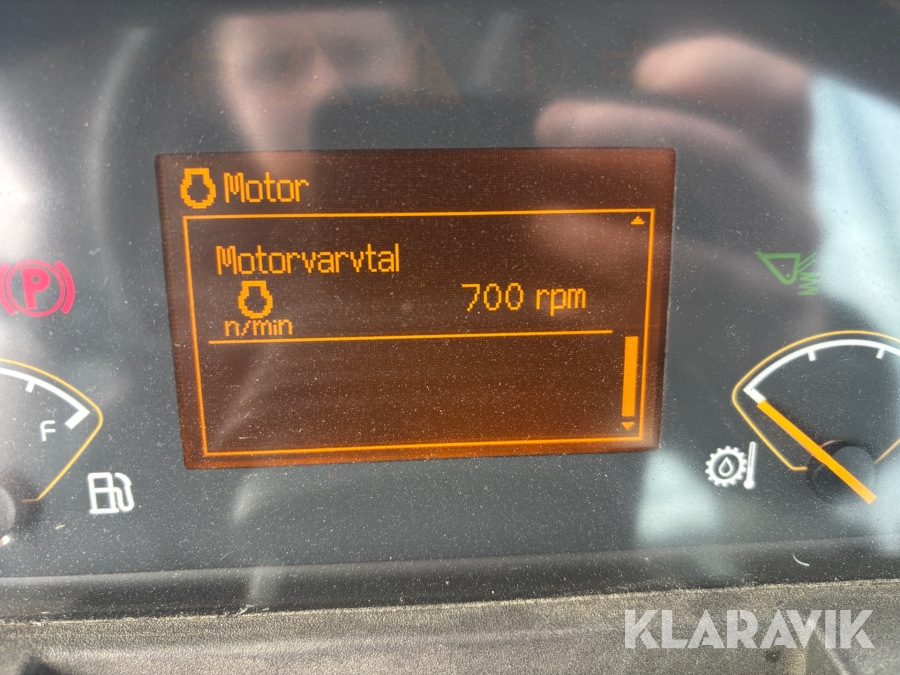 Motor
Motorvarvtal
700 rpm
n/min
P
F
KLARAVIK